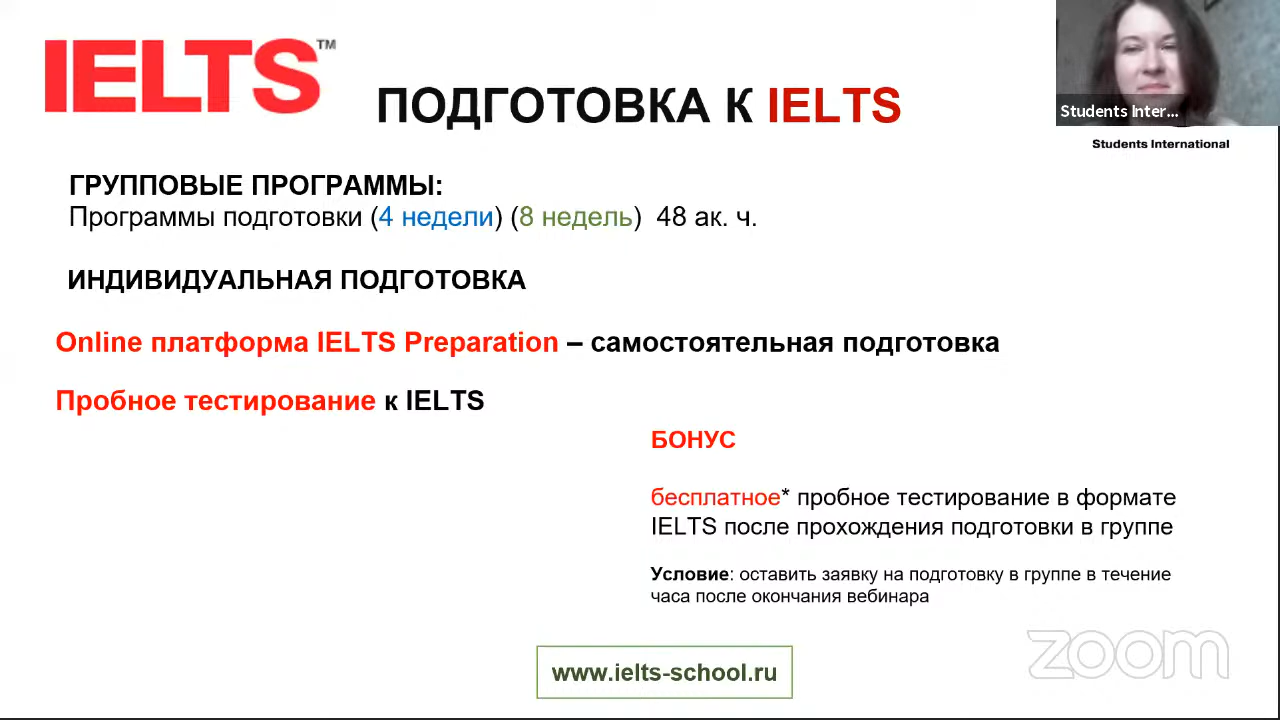 IELTS™
ПОДГОТОВКА К IELTS
Students Inter...
Students International
ГРУППОВЫЕ ПРОГРАММЫ:
Программы подготовки (4 недели) (8 недель) 48 ак. ч.
ИНДИВИДУАЛЬНАЯ ПОДГОТОВКА
Online платформа IELTS Preparation – самостоятельная подготовка
Пробное тестирование к IELTS
БОНУС
бесплатное* пробное тестирование в формате
IELTS после прохождения подготовки в группе
Условие: оставить заявку на подготовку в группе в течение
часа после окончания вебинара
www.ielts-school.ru
zoom